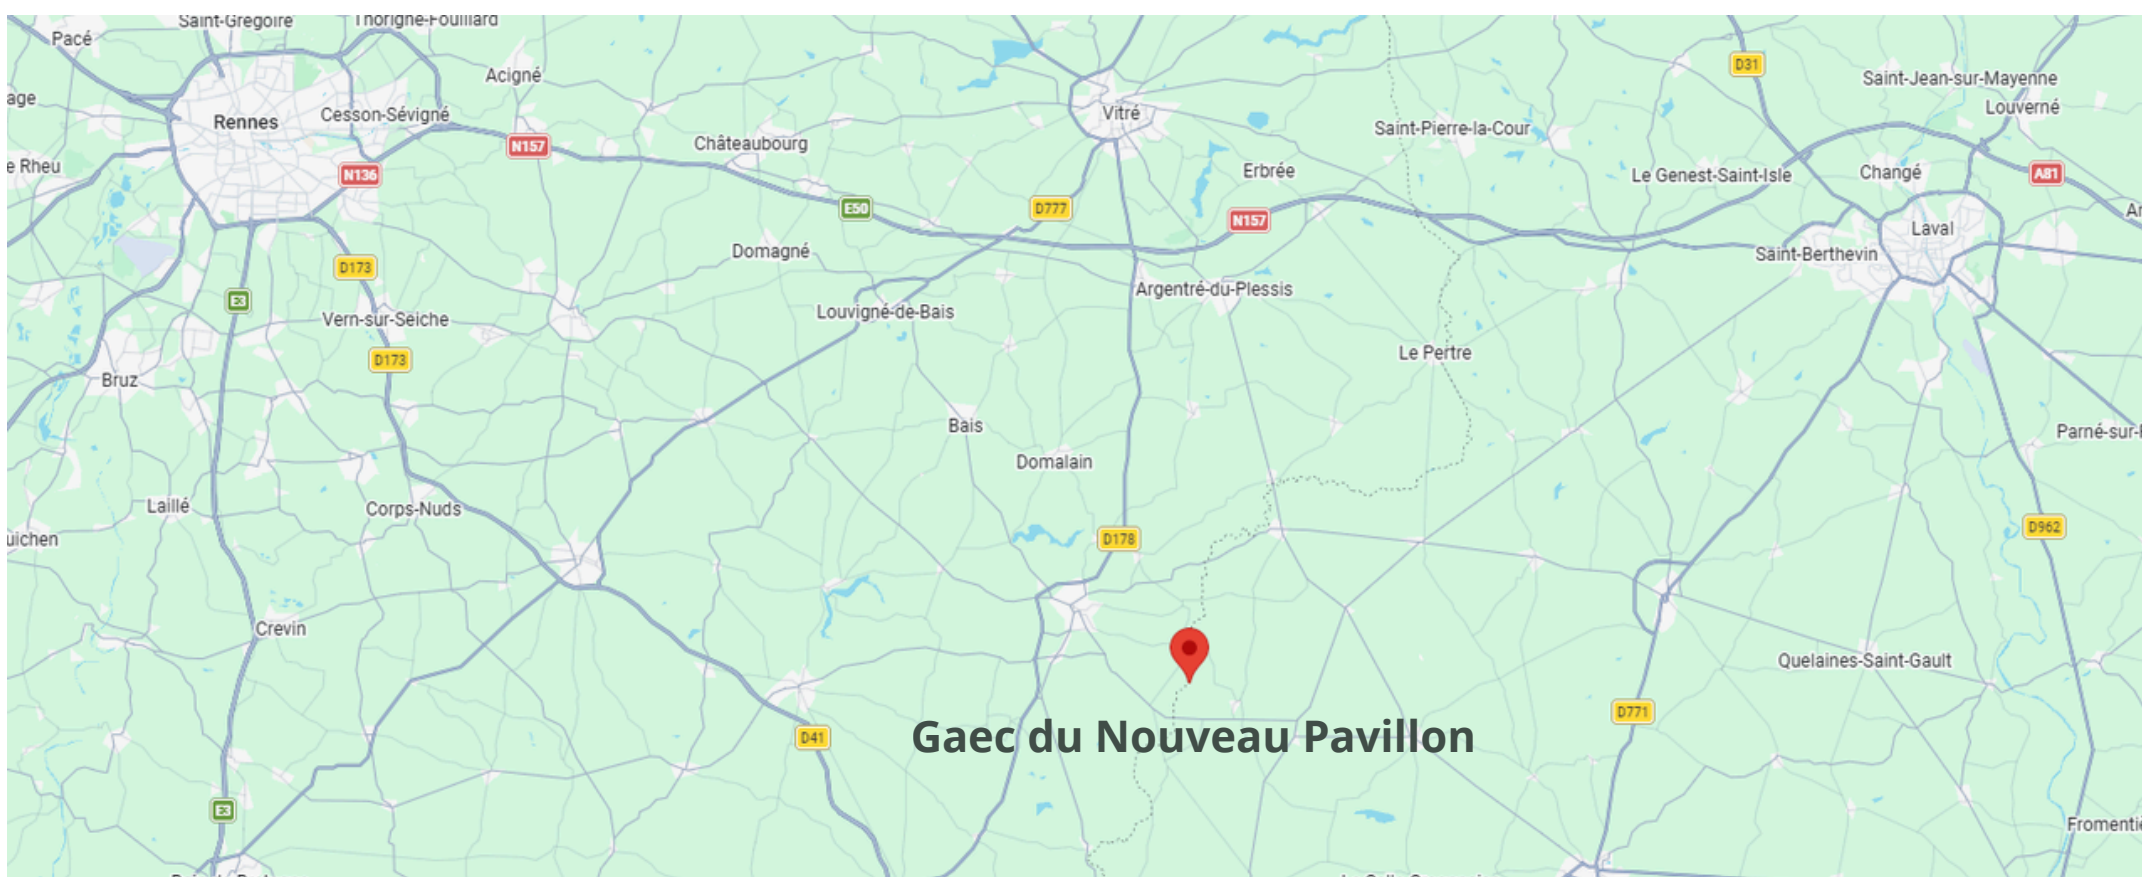 Saint-Grégoire
Thorigné-Fouillard
Pacé
Acigné
D31
Saint-Jean-sur-Mayenne
age
Louverné
Cesson-Sévigné
Vitré
Rennes
Saint-Pierre-la-Cour
N157
Châteaubourg
e Rheu
Erbrée
N136
Le Genest-Saint-Isle
Changé
A81
E50
D777
N157
Laval
Domagné
Saint-Berthevin
D173
E3
Argentré-du-Plessis
Louvigné-de-Bais
Vern-sur-Seiche
D173
Le Pertre
Bruz
Bais
Parné-sur-
Domalain
Laillé
Corps-Nuds
uichen
D178
D962
Crevin
Quelaines-Saint-Gault
D771
D41
Gaec du Nouveau Pavillon
E3
Fromenti